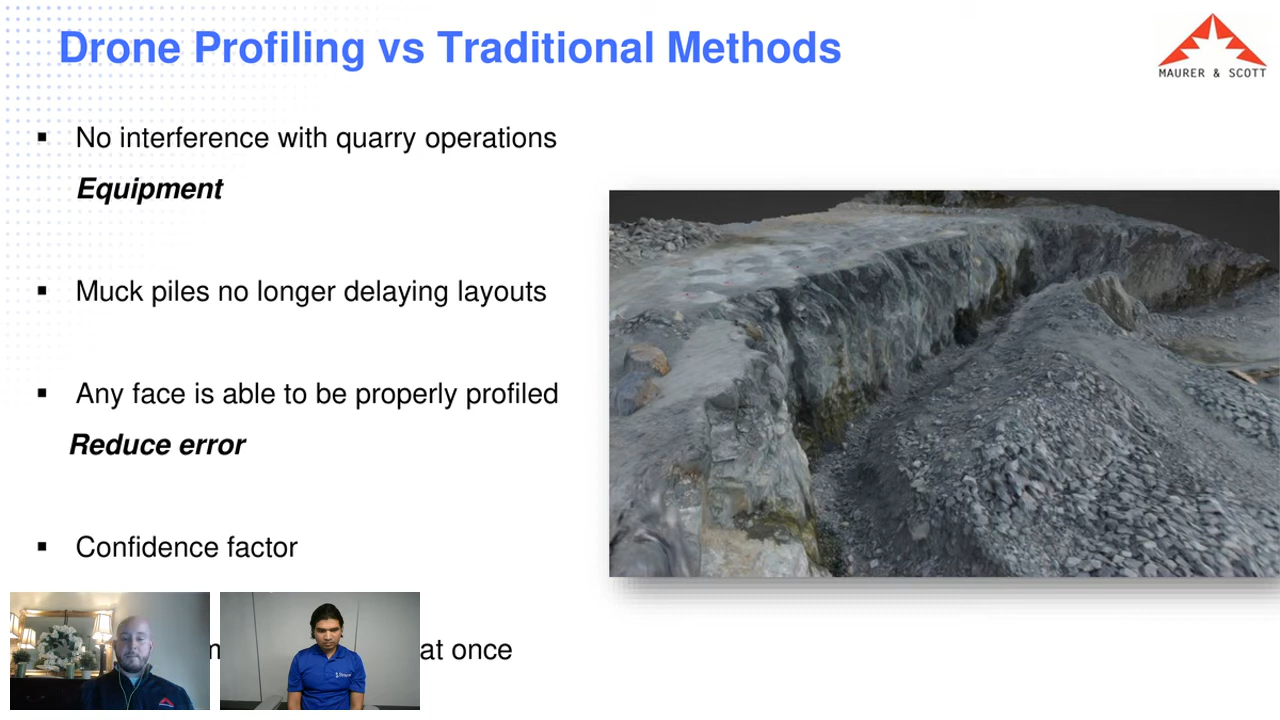 Drone Profiling vs Traditional Methods
MAURER & SCOTT
▪ No interference with quarry operations
Equipment
▪ Muck piles no longer delaying layouts
▪ Any face is able to be properly profiled
Reduce error
▪ Confidence factor
at once